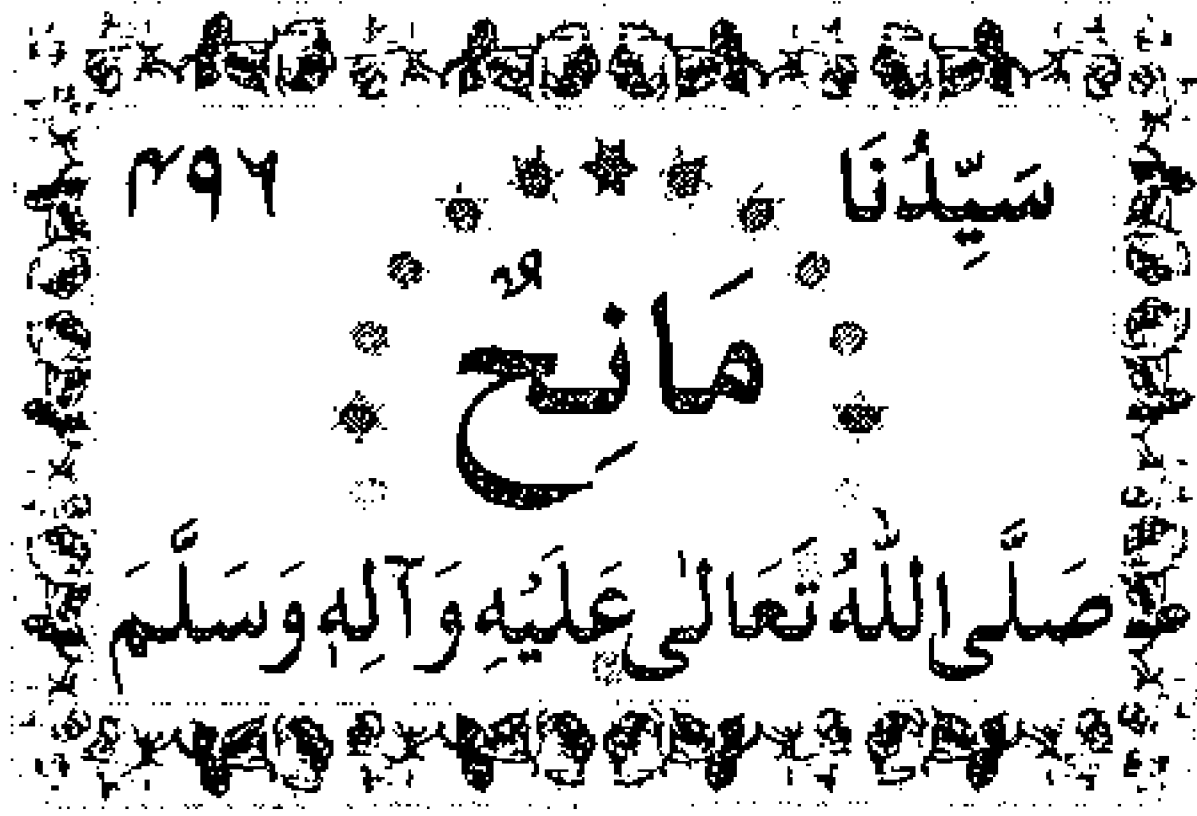 سَيِّدُنَا ۴۹۶
مَانِحٌ
صَلَّى اللّٰهُ تَعَالٰى عَلَيْهِ وَآلِهٖ وَسَلَّمَ